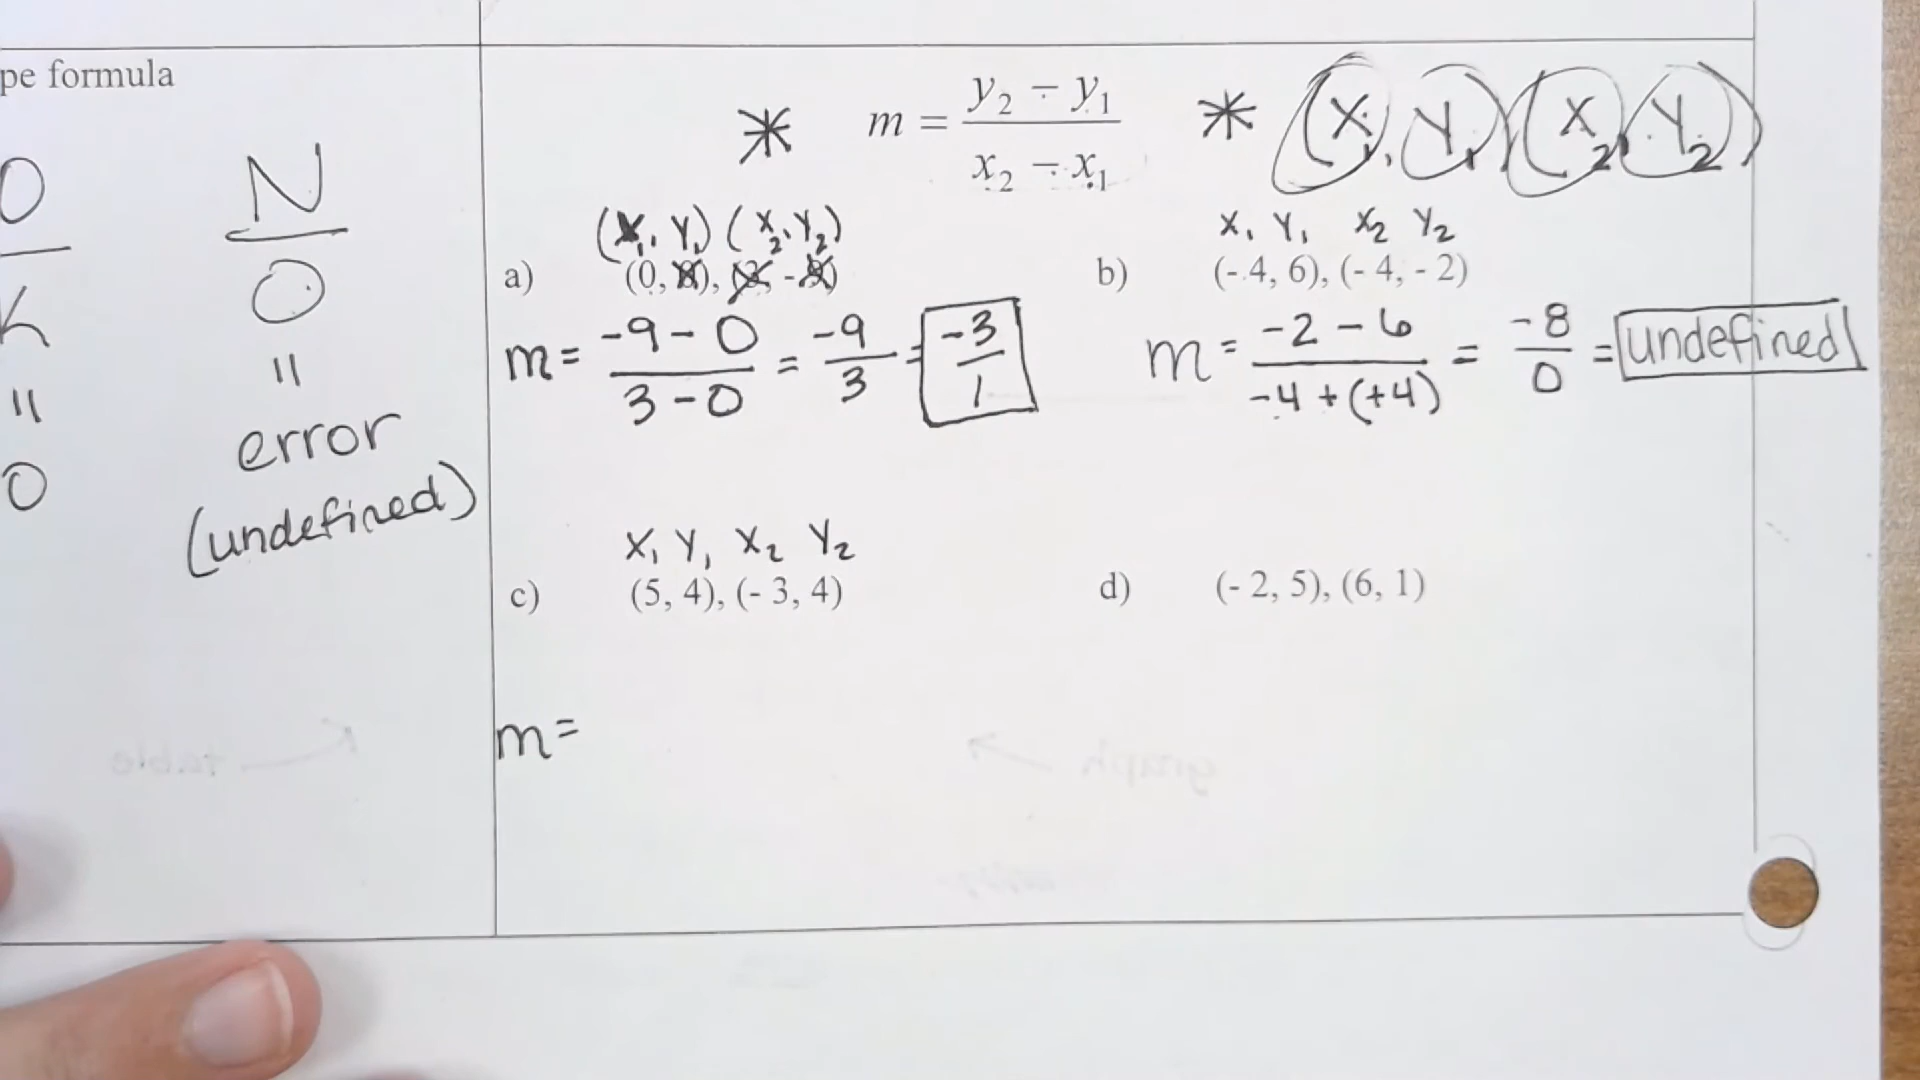 pe formula
m = y₂ - y₁ / x₂ - x₁
* * (X₁, Y₁) (X₂, Y₂)
0/K = 0
N/0 = error (undefined)
(X₁, Y₁) (X₂, Y₂)
a) (0, 0), (3, -9)
m = -9 - 0 / 3 - 0 = -9/3 = -3/1
X₁ Y₁ X₂ Y₂
b) (- 4, 6), (- 4, - 2)
m = -2 - 6 / -4 + (+4) = -8/0 = undefined
X₁ Y₁ X₂ Y₂
c) (5, 4), (- 3, 4)
m =
d) (- 2, 5), (6, 1)